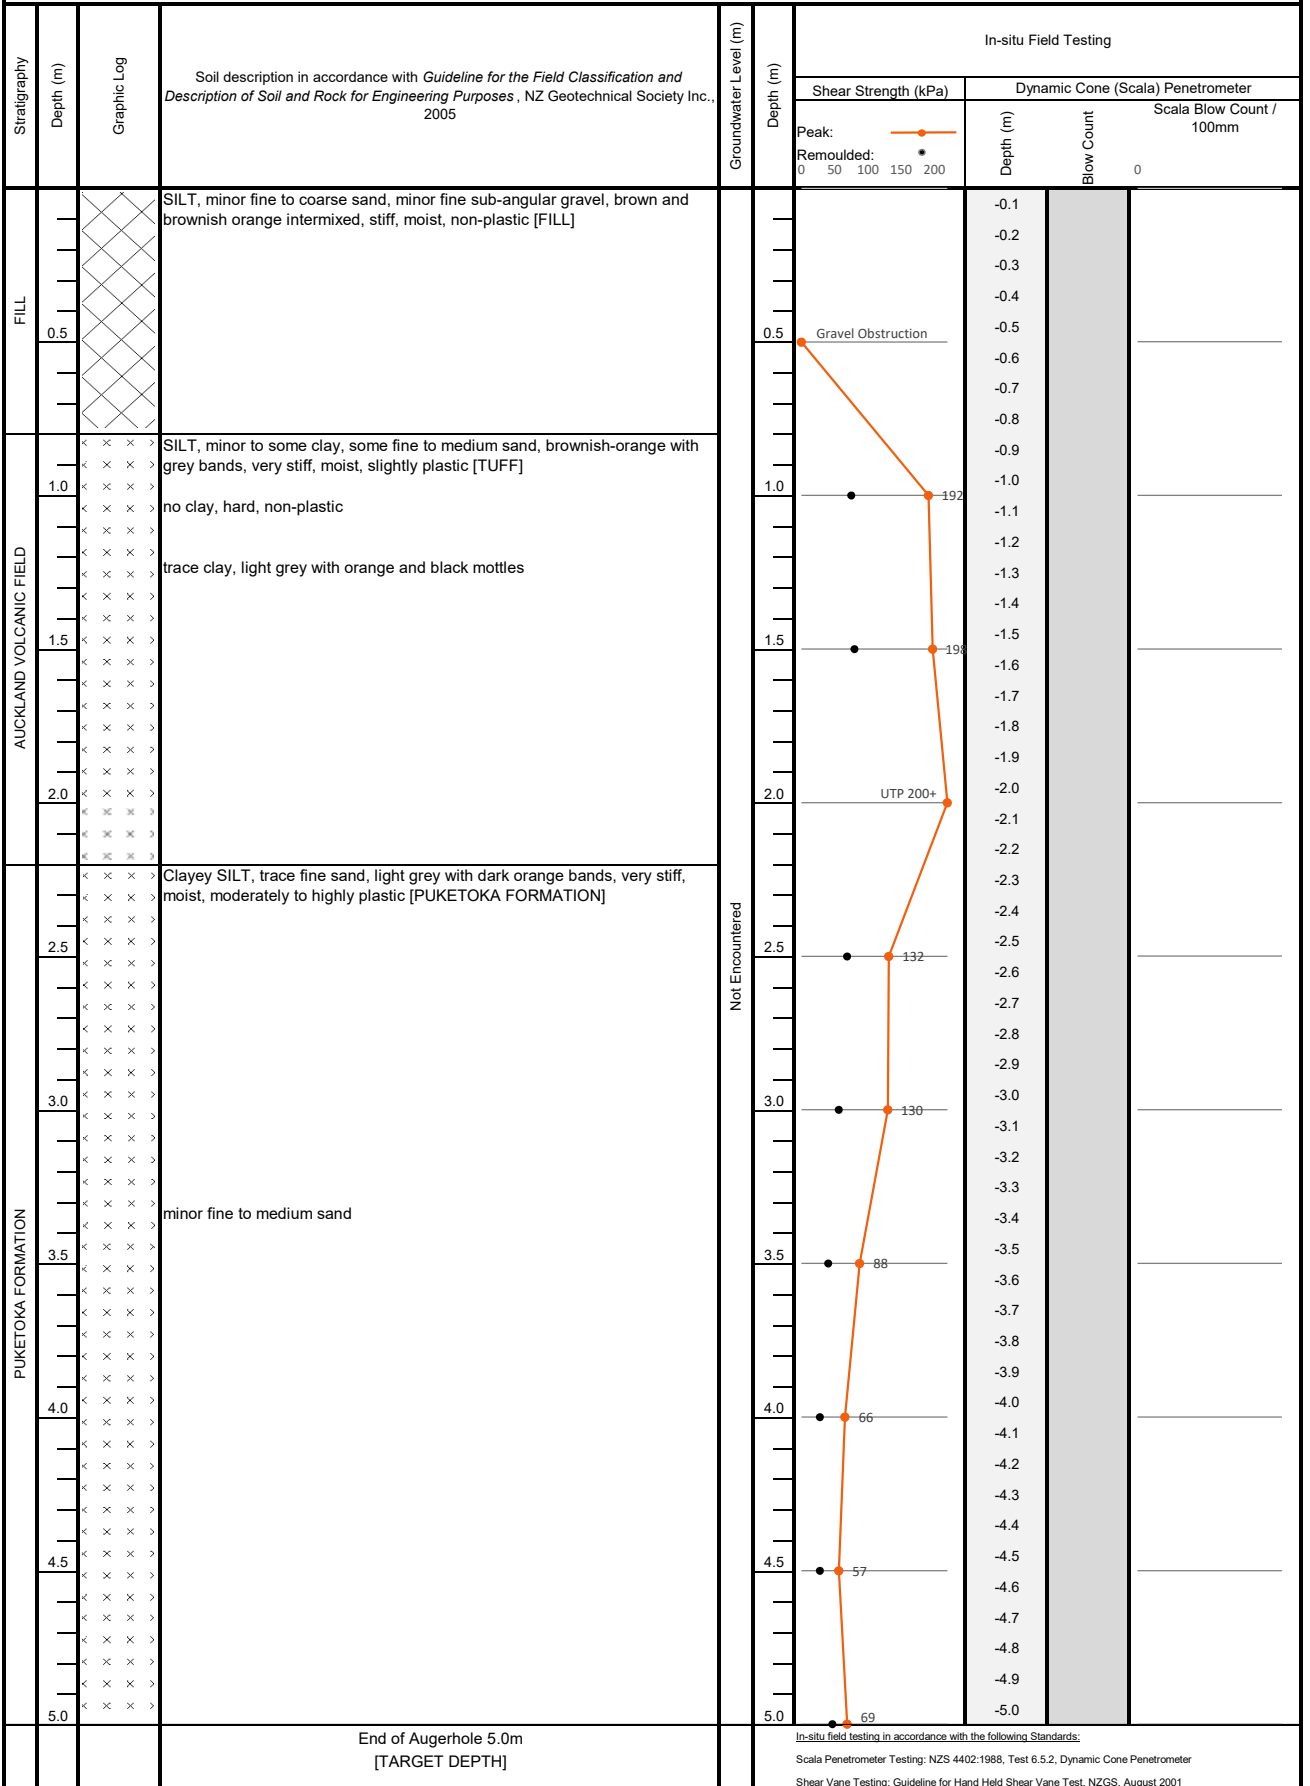 Stratigraphy
Depth (m)
Graphic Log
Soil description in accordance with Guideline for the Field Classification and
Description of Soil and Rock for Engineering Purposes , NZ Geotechnical Society Inc.,
2005
Groundwater Level (m)
Depth (m)
In-situ Field Testing
Shear Strength (kPa)
Dynamic Cone (Scala) Penetrometer
Peak:
Remoulded:
0 50 100 150 200
Depth (m)
Blow Count
Scala Blow Count /
100mm
0
FILL
SILT, minor fine to coarse sand, minor fine sub-angular gravel, brown and
brownish orange intermixed, stiff, moist, non-plastic [FILL]
0.5
AUCKLAND VOLCANIC FIELD
SILT, minor to some clay, some fine to medium sand, brownish-orange with
grey bands, very stiff, moist, slightly plastic [TUFF]
1.0
no clay, hard, non-plastic
trace clay, light grey with orange and black mottles
1.5
2.0
PUKETOKA FORMATION
Clayey SILT, trace fine sand, light grey with dark orange bands, very stiff,
moist, moderately to highly plastic [PUKETOKA FORMATION]
2.5
3.0
minor fine to medium sand
3.5
4.0
4.5
5.0
End of Augerhole 5.0m
[TARGET DEPTH]
Not Encountered
0.5
1.0
1.5
2.0
2.5
3.0
3.5
4.0
4.5
5.0
Gravel Obstruction
192
198
UTP 200+
132
130
88
66
57
69
-0.1
-0.2
-0.3
-0.4
-0.5
-0.6
-0.7
-0.8
-0.9
-1.0
-1.1
-1.2
-1.3
-1.4
-1.5
-1.6
-1.7
-1.8
-1.9
-2.0
-2.1
-2.2
-2.3
-2.4
-2.5
-2.6
-2.7
-2.8
-2.9
-3.0
-3.1
-3.2
-3.3
-3.4
-3.5
-3.6
-3.7
-3.8
-3.9
-4.0
-4.1
-4.2
-4.3
-4.4
-4.5
-4.6
-4.7
-4.8
-4.9
-5.0
In-situ field testing in accordance with the following Standards:
Scala Penetrometer Testing: NZS 4402:1988, Test 6.5.2, Dynamic Cone Penetrometer
Shear Vane Testing: Guideline for Hand Held Shear Vane Test, NZGS, August 2001